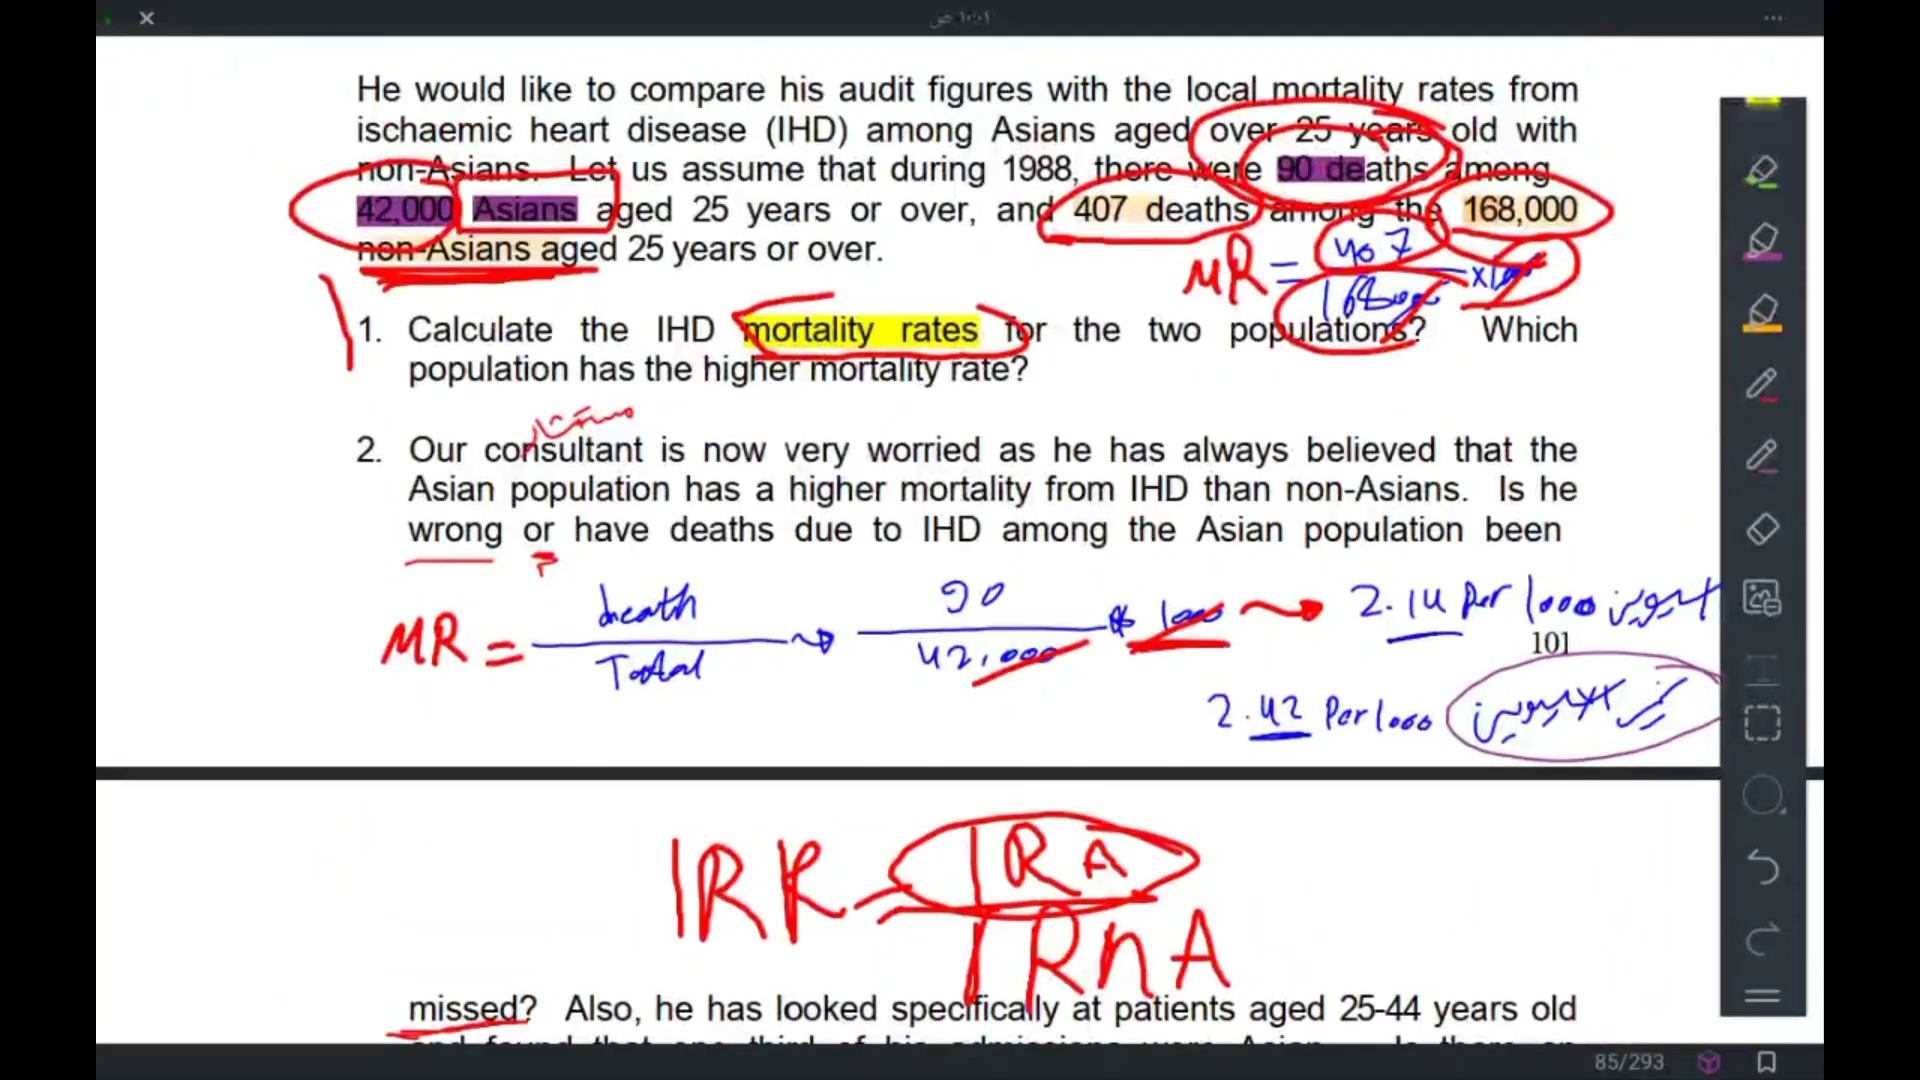 ١٠:٠١ ص
He would like to compare his audit figures with the local mortality rates from
ischaemic heart disease (IHD) among Asians aged over 25 years old with
non-Asians. Let us assume that during 1988, there were 90 deaths among
42,000 Asians aged 25 years or over, and 407 deaths among the 168,000
non-Asians aged 25 years or over.
MR = 407
168000 x1000
1. Calculate the IHD mortality rates for the two populations? Which
population has the higher mortality rate?
2. Our consultant is now very worried as he has always believed that the
Asian population has a higher mortality from IHD than non-Asians. Is he
wrong or have deaths due to IHD among the Asian population been
MR = death
Total
90
42,000
1000
2.14 Per 1000
101
2.42 Per 1000
IRR = IRA
IRnA
missed? Also, he has looked specifically at patients aged 25-44 years old
85/293